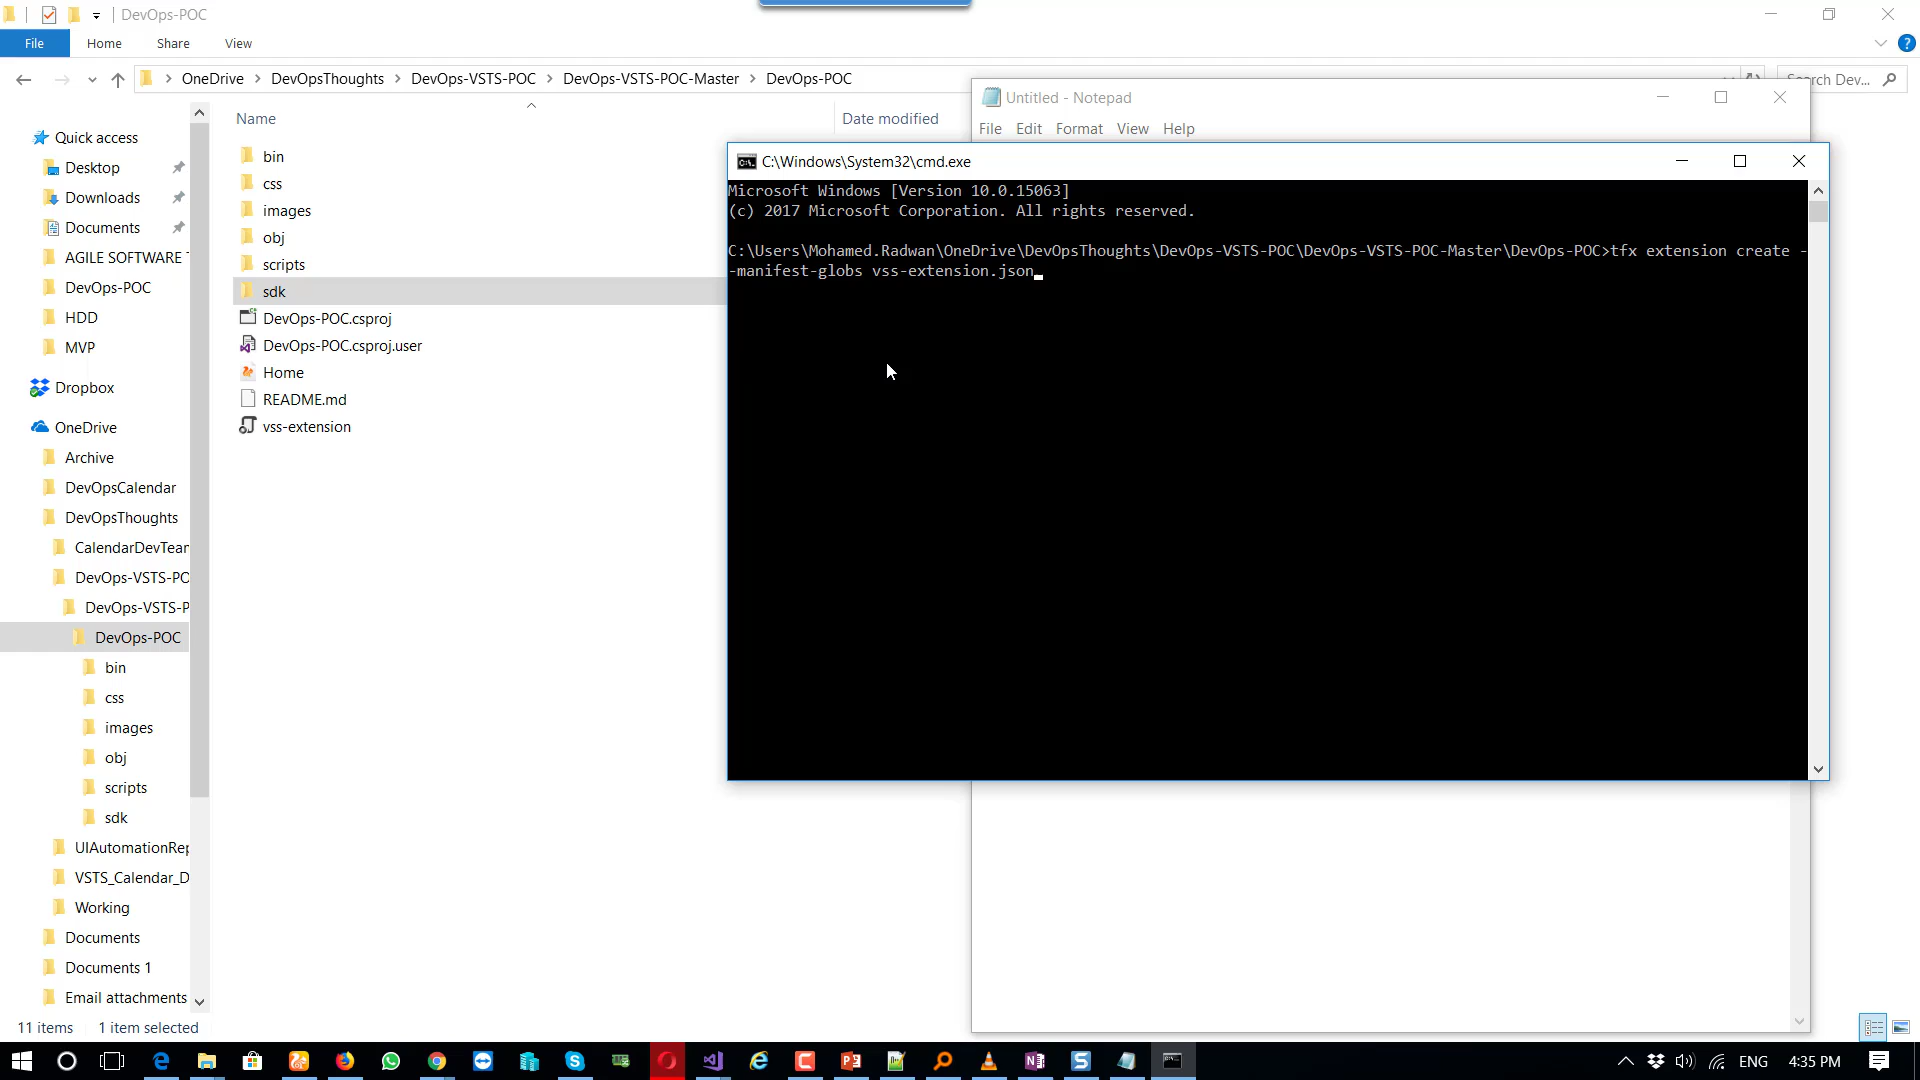 DevOps-POC
File Home Share View
OneDrive DevOpsThoughts DevOps-VSTS-POC DevOps-VSTS-POC-Master DevOps-POC
Search Dev...
Name Date modified
Quick access
Desktop
Downloads
Documents
AGILE SOFTWARE
DevOps-POC
HDD
MVP
Dropbox
OneDrive
Archive
DevOpsCalendar
DevOpsThoughts
CalendarDevTean
DevOps-VSTS-PO
DevOps-VSTS-P
DevOps-POC
bin
css
images
obj
scripts
sdk
UIAutomationRep
VSTS_Calendar_D
Working
Documents
Documents 1
Email attachments
bin
css
images
obj
scripts
sdk
DevOps-POC.csproj
DevOps-POC.csproj.user
Home
README.md
vss-extension
11 items 1 item selected
Untitled - Notepad
File Edit Format View Help
C:\Windows\System32\cmd.exe
Microsoft Windows [Version 10.0.15063]
(c) 2017 Microsoft Corporation. All rights reserved.
C:\Users\Mohamed.Radwan\OneDrive\DevOpsThoughts\DevOps-VSTS-POC\DevOps-VSTS-POC-Master\DevOps-POC>tfx extension create -
-manifest-globs vss-extension.json
ENG 4:35 PM